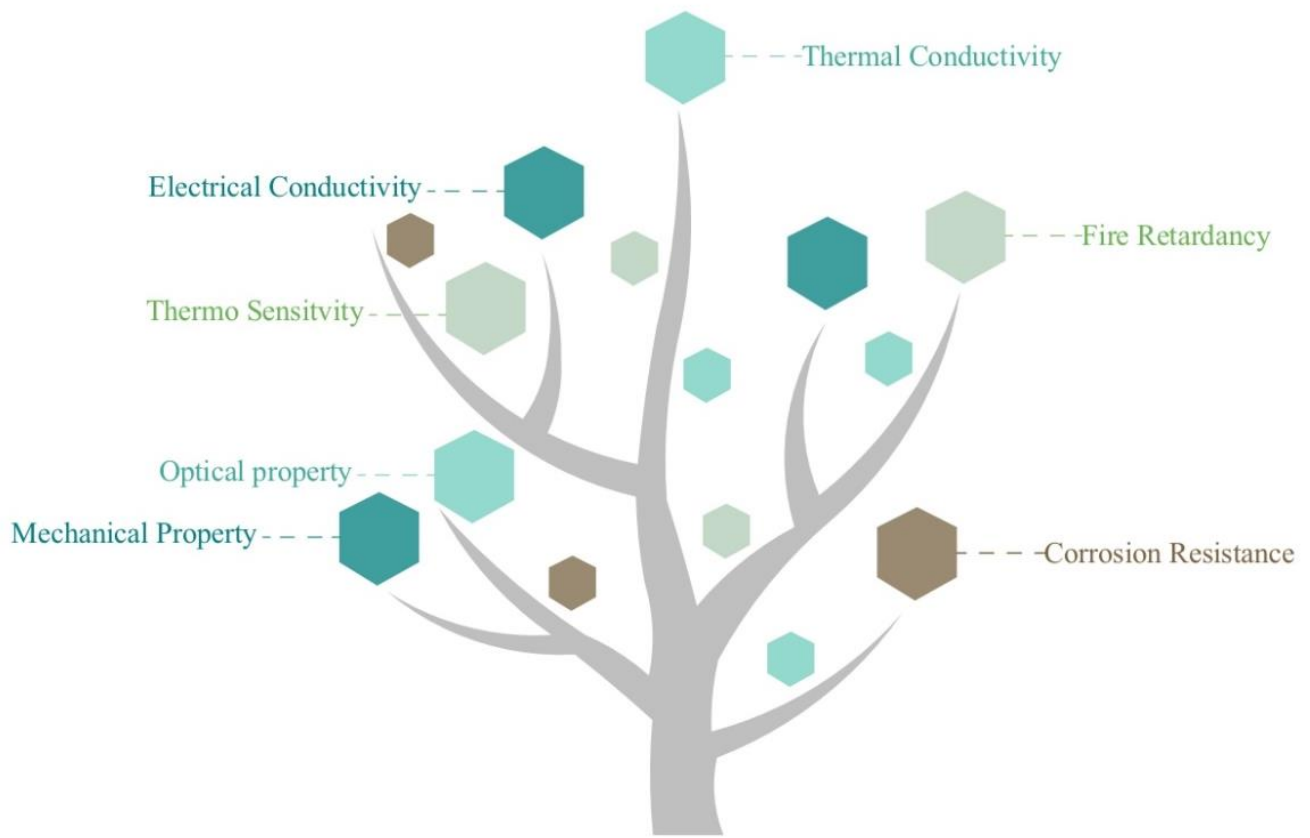 Thermal Conductivity
Electrical Conductivity
Fire Retardancy
Thermo Sensitvity
Optical property
Mechanical Property
Corrosion Resistance